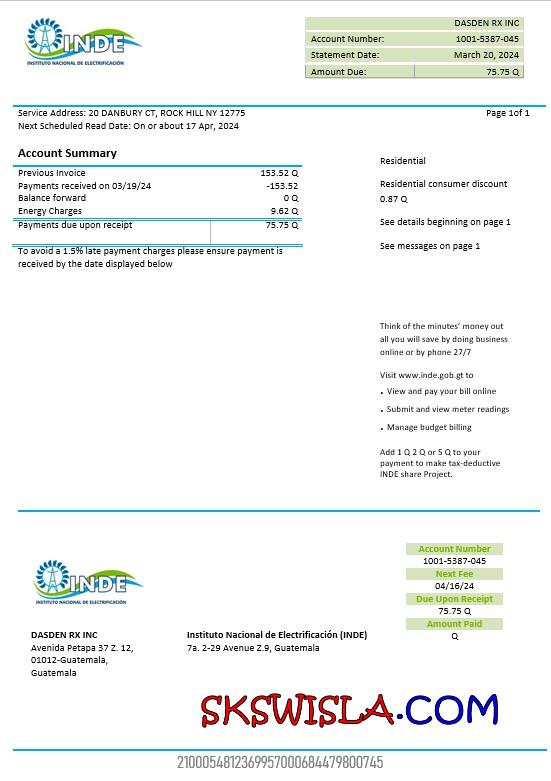 INDE
INSTITUTO NACIONAL DE ELECTRIFICACIÓN
DASDEN RX INC
Account Number: 1001-5387-045
Statement Date: March 20, 2024
Amount Due: 75.75 Q
Service Address: 20 DANBURY CT, ROCK HILL NY 12775
Page 1of 1
Next Scheduled Read Date: On or about 17 Apr, 2024
Account Summary
Previous Invoice 153.52 Q
Payments received on 03/19/24 -153.52
Balance forward 0 Q
Energy Charges 9.62 Q
Payments due upon receipt 75.75 Q
To avoid a 1.5% late payment charges please ensure payment is
received by the date displayed below
Residential
Residential consumer discount
0.87 Q
See details beginning on page 1
See messages on page 1
Think of the minutes’ money out
all you will save by doing business
online or by phone 27/7
Visit www.inde.gob.gt to
• View and pay your bill online
• Submit and view meter readings
• Manage budget billing
Add 1 Q 2 Q or 5 Q to your
payment to make tax-deductive
INDE share Project.
INDE
INSTITUTO NACIONAL DE ELECTRIFICACIÓN
Account Number
1001-5387-045
Next Fee
04/16/24
Due Upon Receipt
75.75 Q
Amount Paid
Q
DASDEN RX INC
Avenida Petapa 37 Z. 12,
01012-Guatemala,
Guatemala
Instituto Nacional de Electrificación (INDE)
7a. 2-29 Avenue Z.9, Guatemala
SKSWISLA.COM
2100054812369957000684479800745